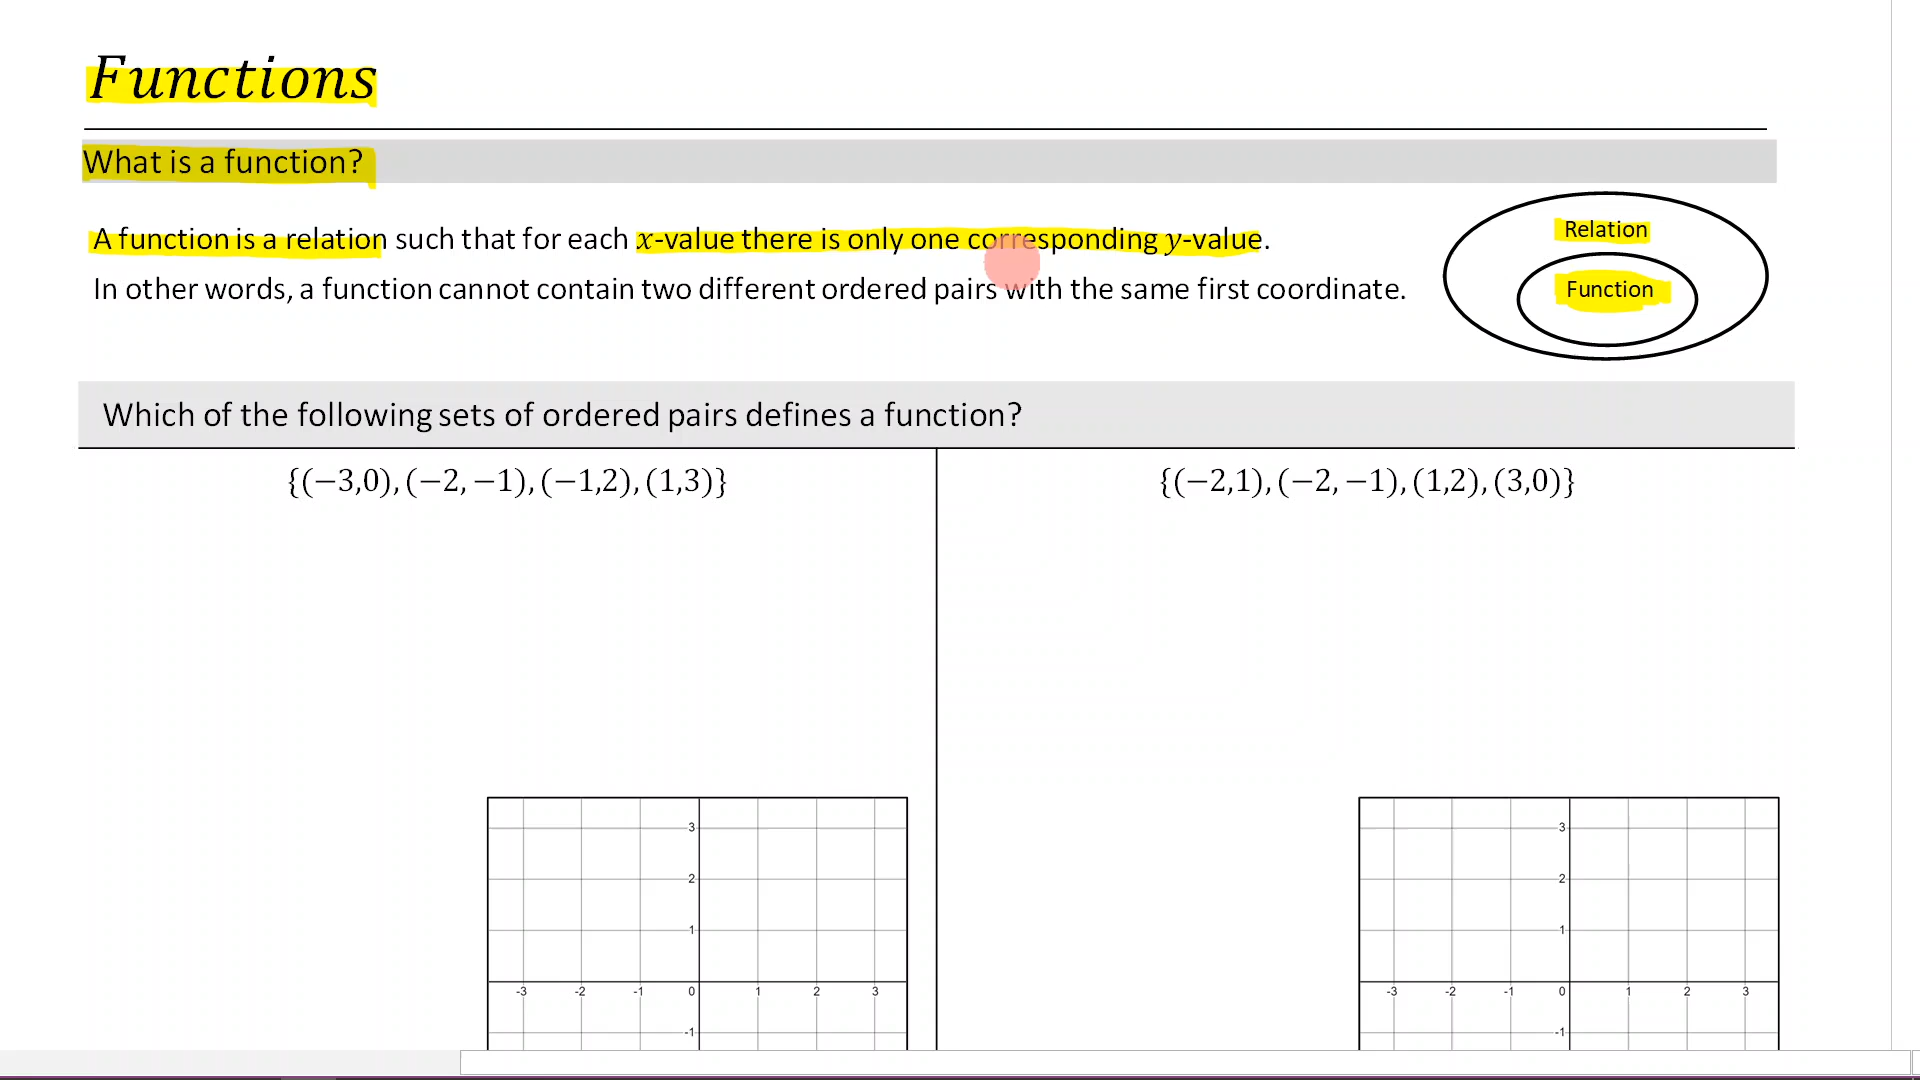 Functions
What is a function?
A function is a relation such that for each x-value there is only one corresponding y-value.
In other words, a function cannot contain two different ordered pairs with the same first coordinate.
Relation
Function
Which of the following sets of ordered pairs defines a function?
{(−3,0), (−2, −1), (−1,2), (1,3)}
{(−2,1), (−2, −1), (1,2), (3,0)}
3
2
1
-3 -2 -1 0 1 2 3
-1
3
2
1
-3 -2 -1 0 1 2 3
-1